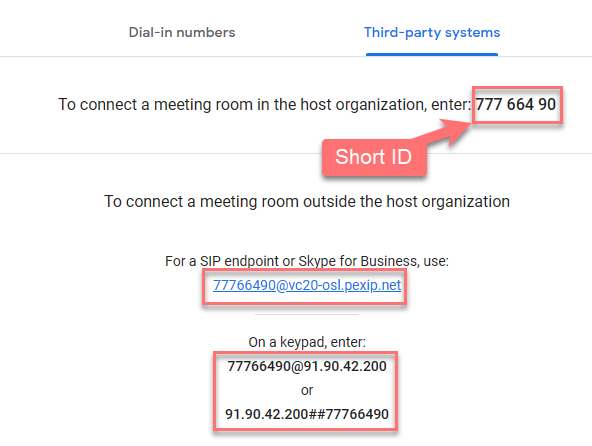 Dial-in numbers Third-party systems
To connect a meeting room in the host organization, enter: 777 664 90
Short ID
To connect a meeting room outside the host organization
For a SIP endpoint or Skype for Business, use:
77766490@vc20-osl.pexip.net
On a keypad, enter:
77766490@91.90.42.200
or
91.90.42.200##77766490